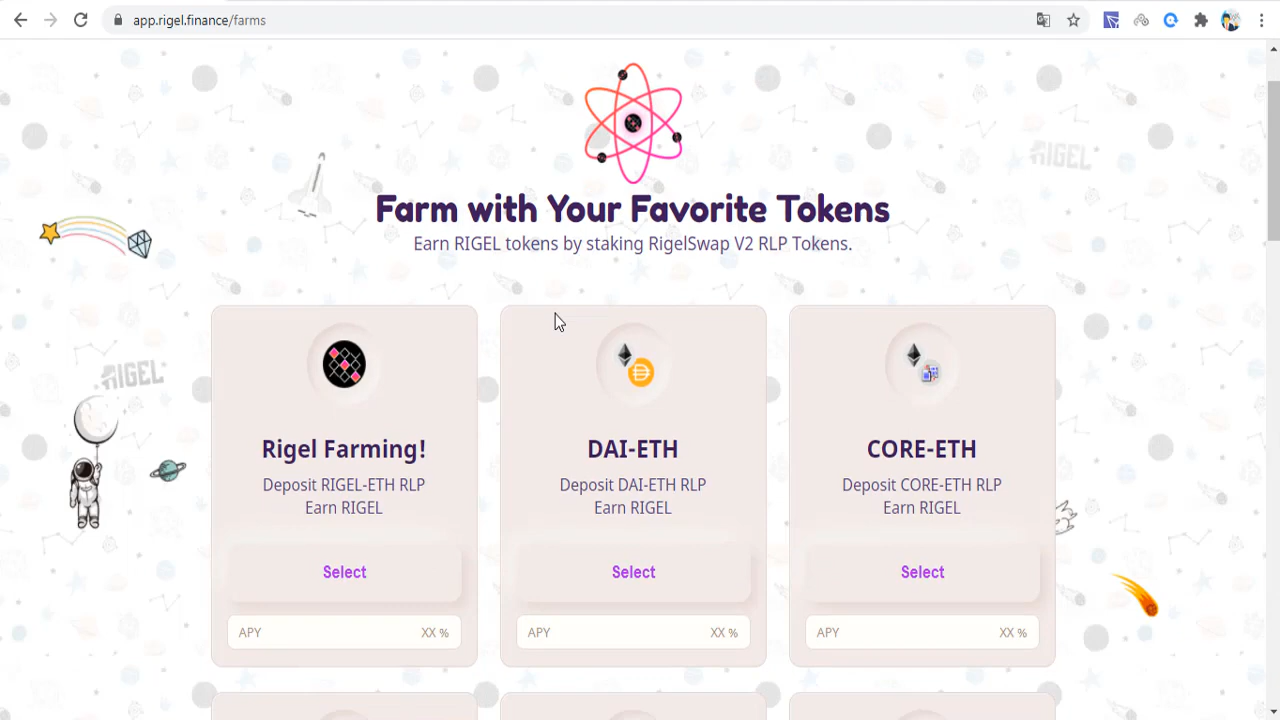 app.rigel.finance/farms
RIGEL
Farm with Your Favorite Tokens
Earn RIGEL tokens by staking RigelSwap V2 RLP Tokens.
RIGEL
Rigel Farming!
Deposit RIGEL-ETH RLP
Earn RIGEL
Select
APY XX %
DAI-ETH
Deposit DAI-ETH RLP
Earn RIGEL
Select
APY XX %
CORE-ETH
Deposit CORE-ETH RLP
Earn RIGEL
Select
APY XX %